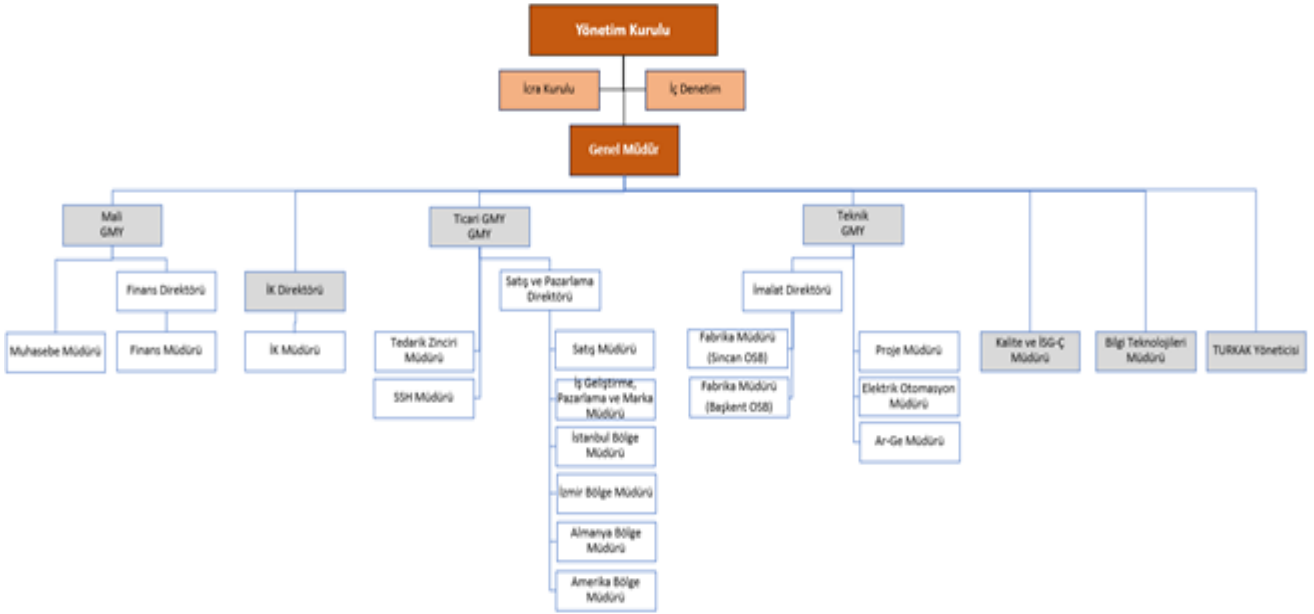 Yönetim Kurulu
İcra Kurulu
İç Denetim
Genel Müdür
Mali
GMY
Ticari GMY
GMY
Teknik
GMY
Finans Direktörü
İK Direktörü
Satış ve Pazarlama
Direktörü
İmalat Direktörü
Muhasebe Müdürü
Finans Müdürü
İK Müdürü
Tedarik Zinciri
Müdürü
SSH Müdürü
Satış Müdürü
İş Geliştirme,
Pazarlama ve Marka
Müdürü
İstanbul Bölge
Müdürü
İzmir Bölge Müdürü
Almanya Bölge
Müdürü
Amerika Bölge
Müdürü
Fabrika Müdürü
(Sincan OSB)
Fabrika Müdürü
(Başkent OSB)
Proje Müdürü
Elektrik Otomasyon
Müdürü
Ar-Ge Müdürü
Kalite ve İSG-Ç
Müdürü
Bilgi Teknolojileri
Müdürü
TURKAK Yöneticisi